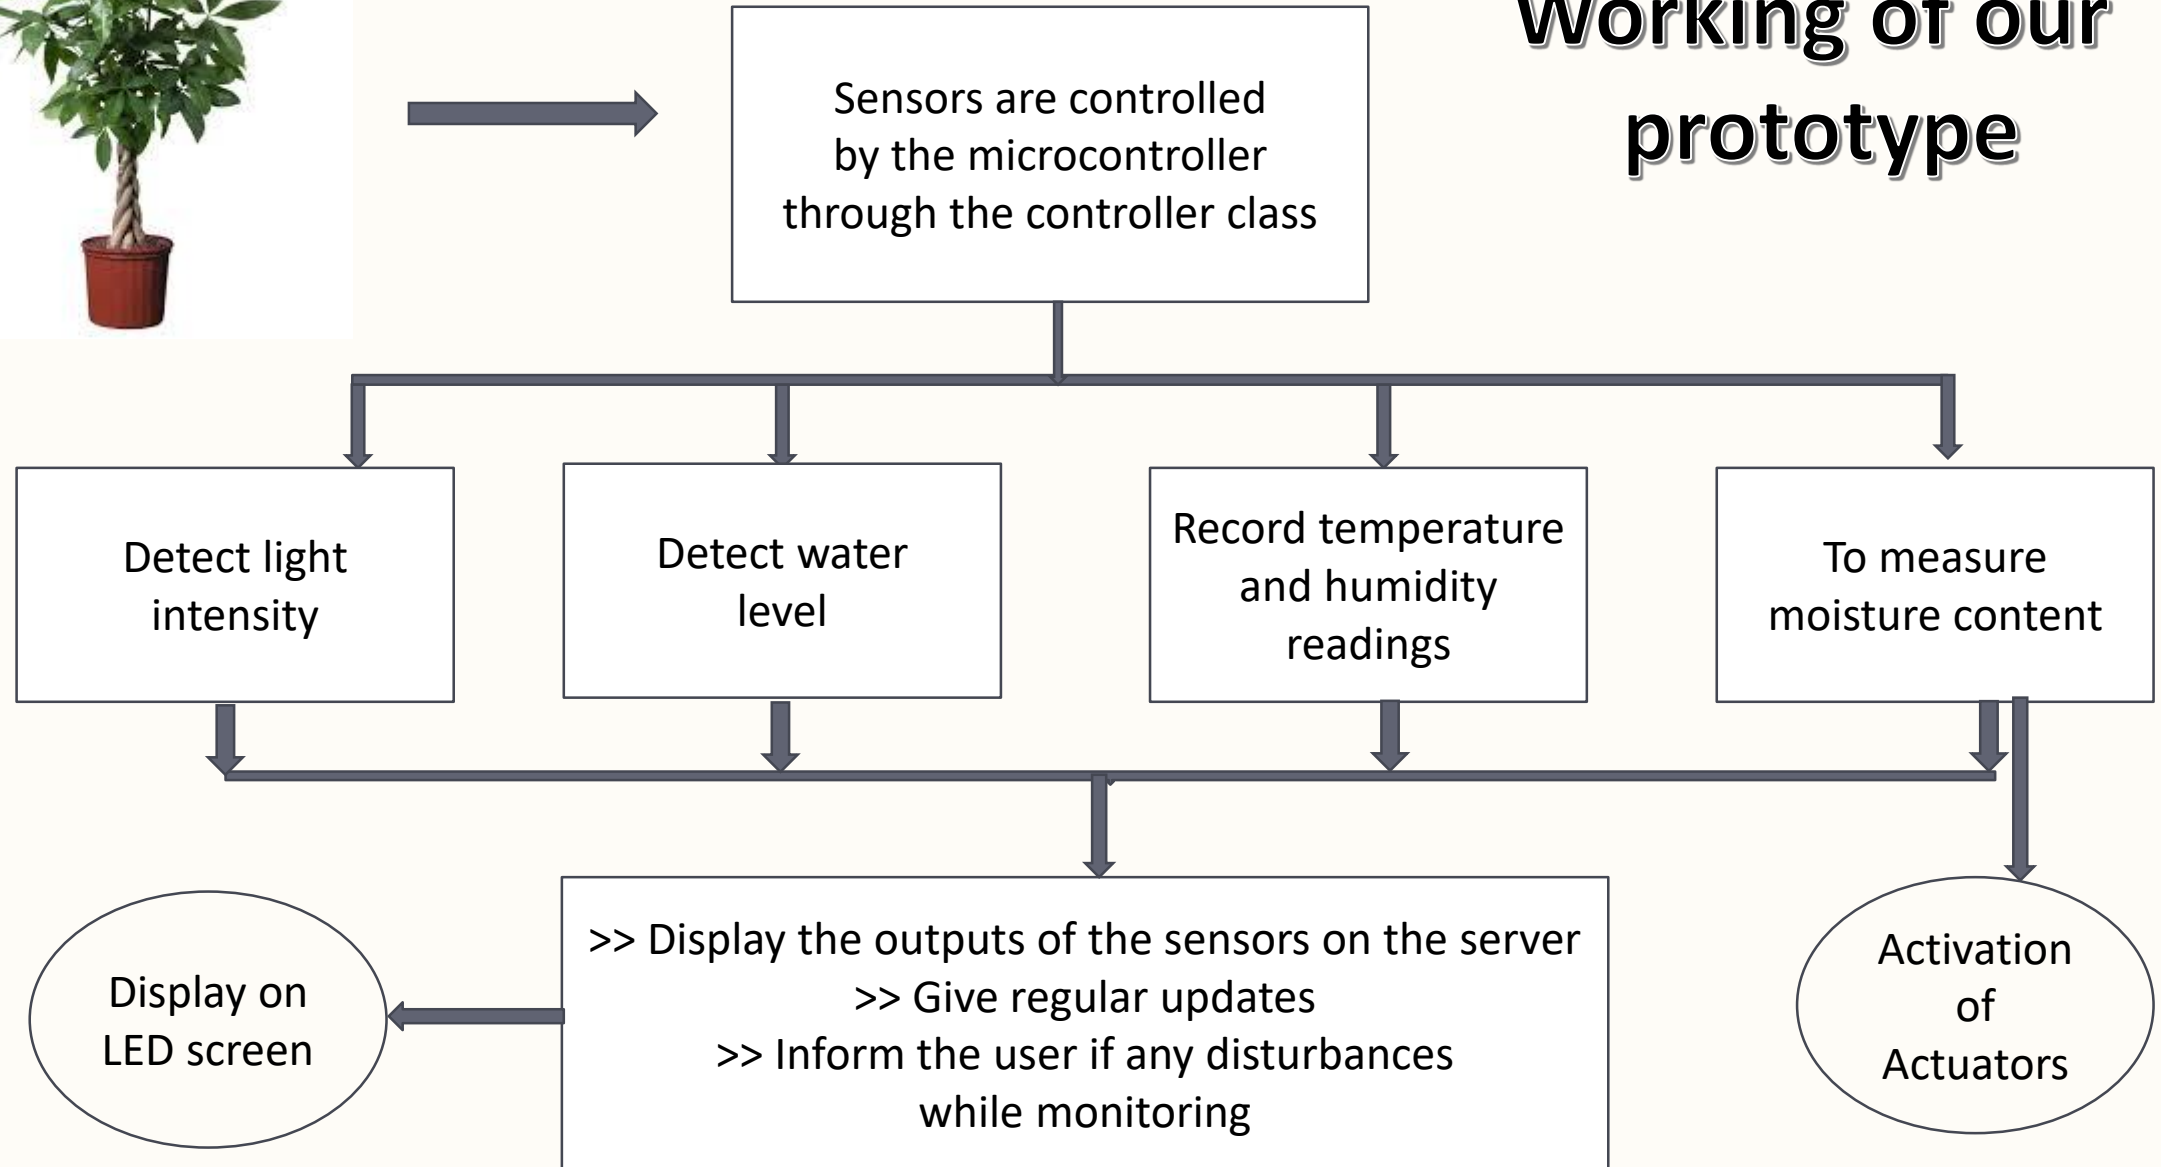 Working of our
prototype
Sensors are controlled
by the microcontroller
through the controller class
Detect light
intensity
Detect water
level
Record temperature
and humidity
readings
To measure
moisture content
>> Display the outputs of the sensors on the server
>> Give regular updates
>> Inform the user if any disturbances
while monitoring
Display on
LED screen
Activation
of
Actuators